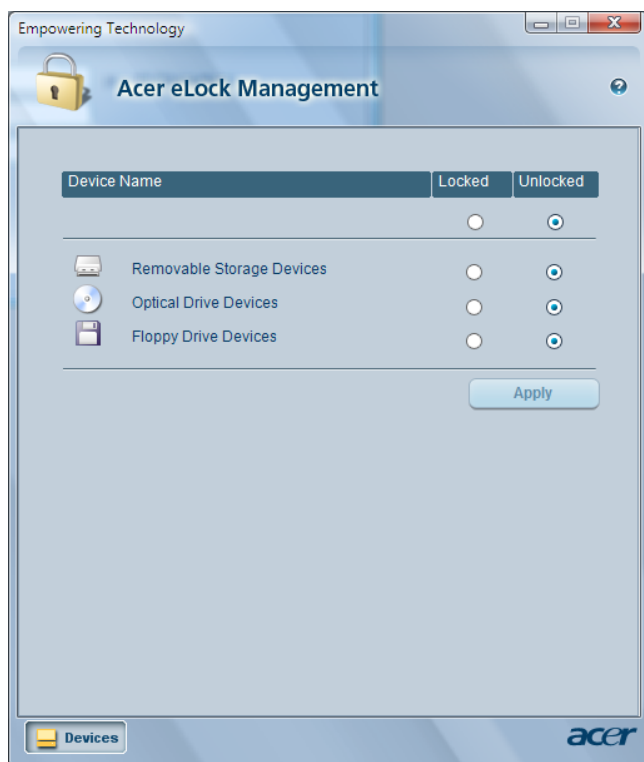 Empowering Technology
Acer eLock Management
Device Name Locked Unlocked
Removable Storage Devices
Optical Drive Devices
Floppy Drive Devices
Apply
Devices
acer